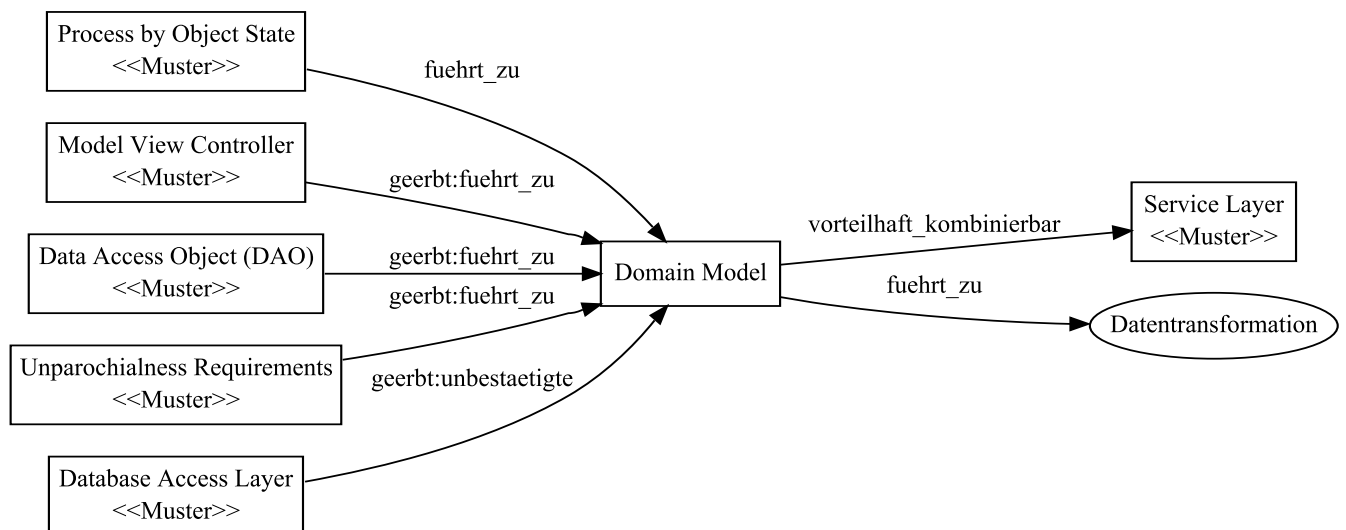 Process by Object State
<<Muster>>
fuehrt_zu
Model View Controller
<<Muster>>
geerbt:fuehrt_zu
Data Access Object (DAO)
<<Muster>>
geerbt:fuehrt_zu
geerbt:fuehrt_zu
Unparochialness Requirements
<<Muster>>
geerbt:unbestaetigte
Database Access Layer
<<Muster>>
Domain Model
vorteilhaft_kombinierbar
Service Layer
<<Muster>>
fuehrt_zu
Datentransformation